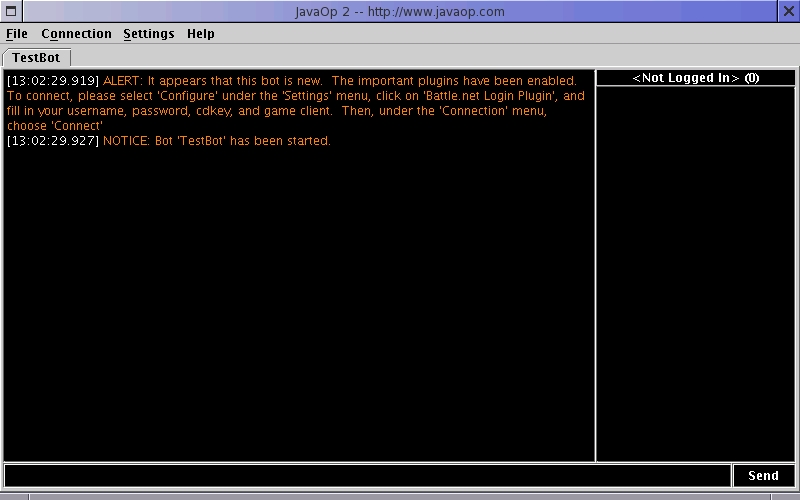 JavaOp 2 -- http://www.javaop.com
File Connection Settings Help
TestBot
[13:02:29.919] ALERT: It appears that this bot is new.  The important plugins have been enabled.
To connect, please select 'Configure' under the 'Settings' menu, click on 'Battle.net Login Plugin', and
fill in your username, password, cdkey, and game client.  Then, under the 'Connection' menu,
choose 'Connect'
[13:02:29.927] NOTICE: Bot 'TestBot' has been started.
<Not Logged In> (0)
Send